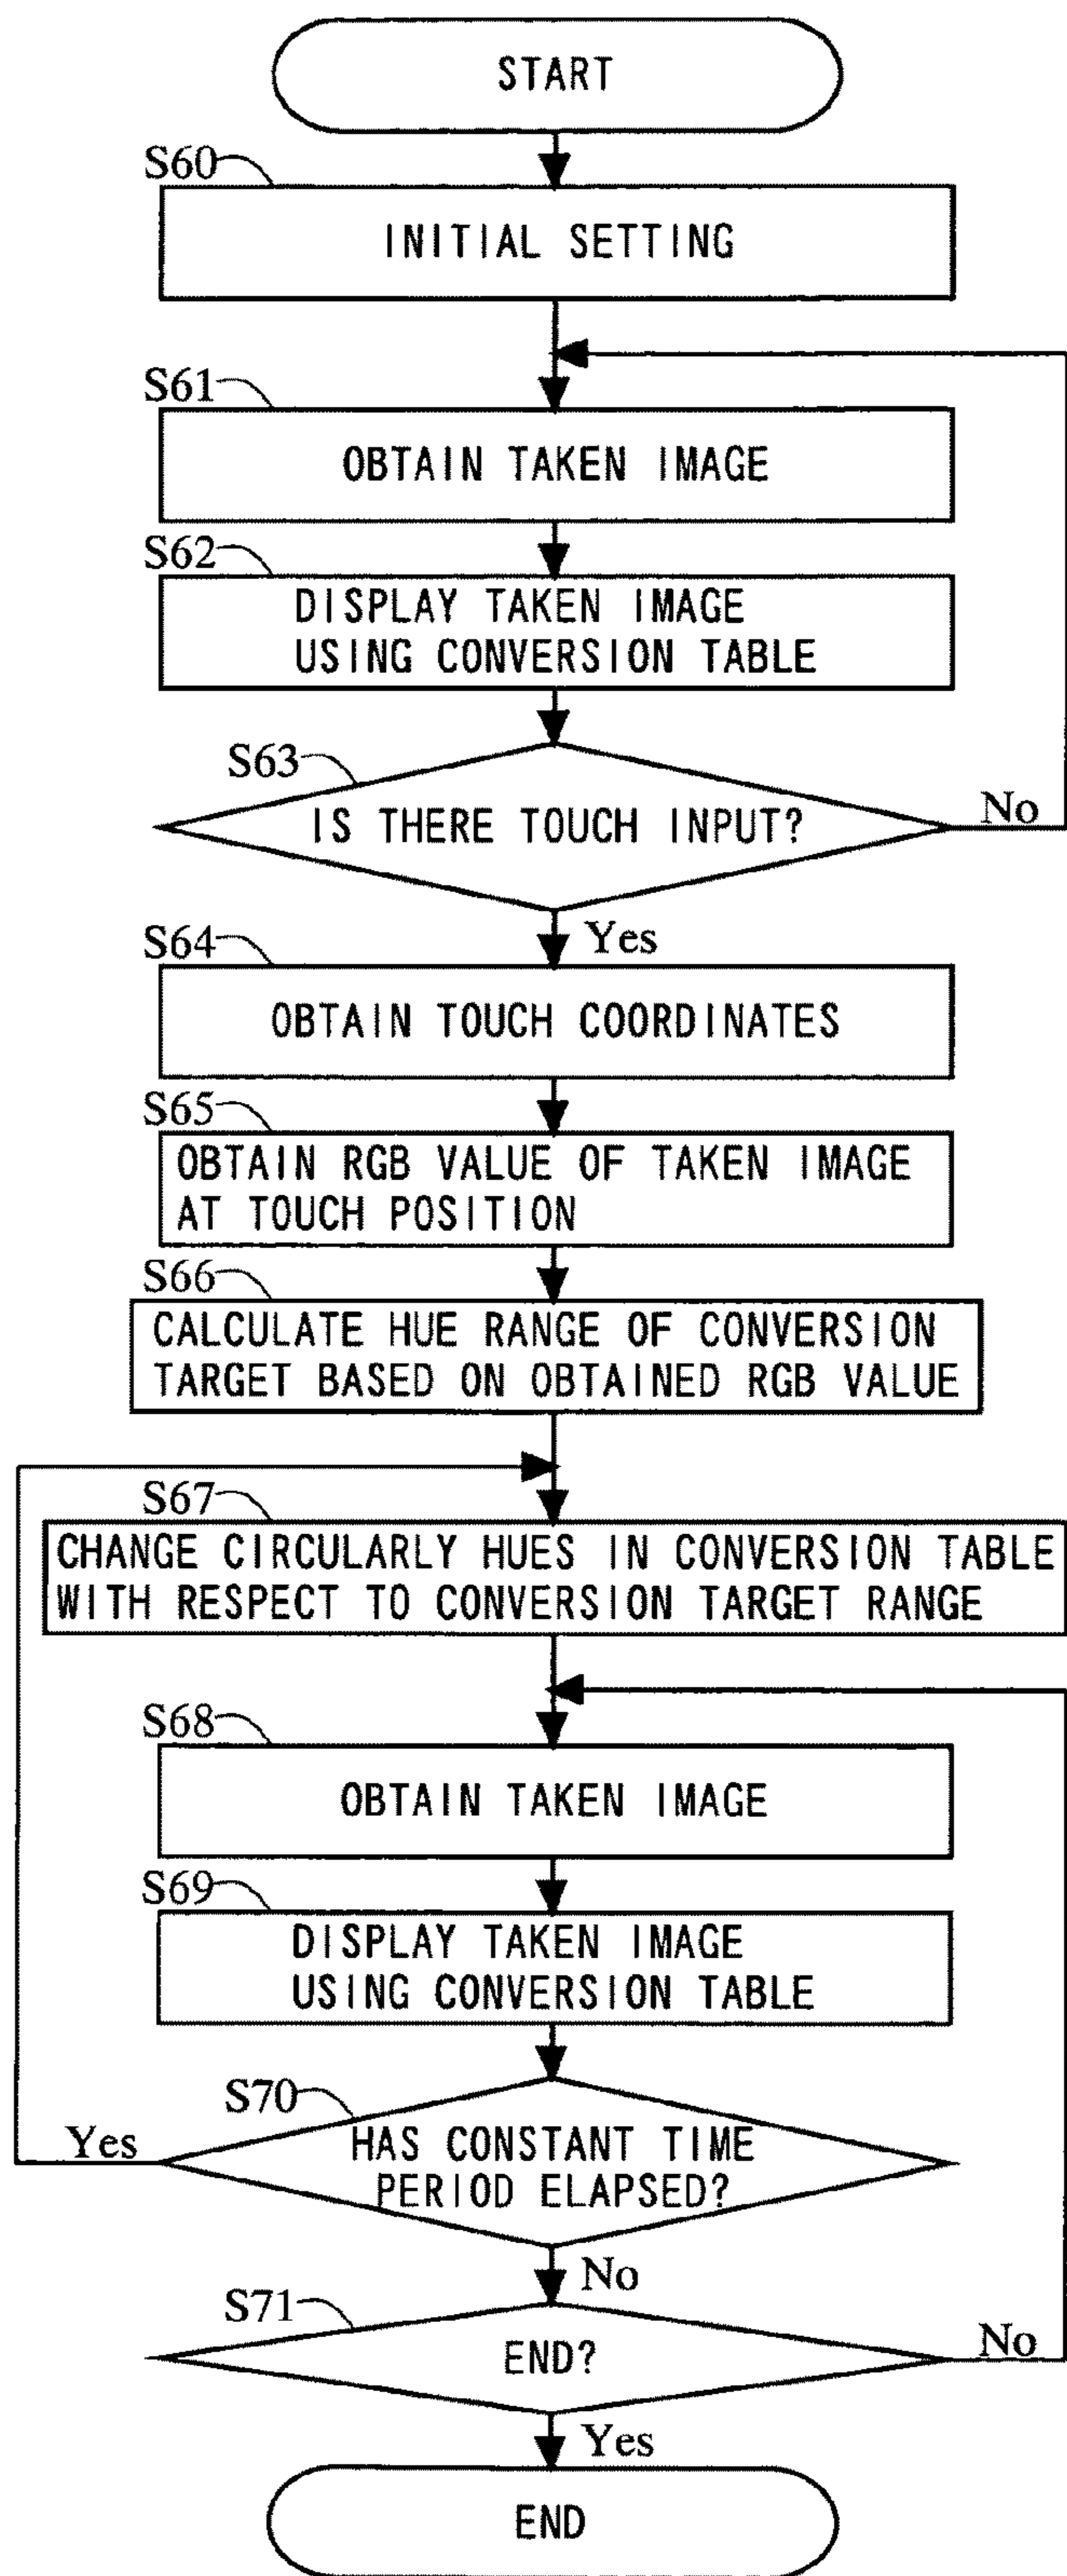 START
S60
INITIAL SETTING
S61
OBTAIN TAKEN IMAGE
S62
DISPLAY TAKEN IMAGE
USING CONVERSION TABLE
S63
IS THERE TOUCH INPUT?
No
Yes
S64
OBTAIN TOUCH COORDINATES
S65
OBTAIN RGB VALUE OF TAKEN IMAGE
AT TOUCH POSITION
S66
CALCULATE HUE RANGE OF CONVERSION
TARGET BASED ON OBTAINED RGB VALUE
S67
CHANGE CIRCULARLY HUES IN CONVERSION TABLE
WITH RESPECT TO CONVERSION TARGET RANGE
S68
OBTAIN TAKEN IMAGE
S69
DISPLAY TAKEN IMAGE
USING CONVERSION TABLE
S70
Yes
HAS CONSTANT TIME
PERIOD ELAPSED?
No
S71
END?
No
Yes
END